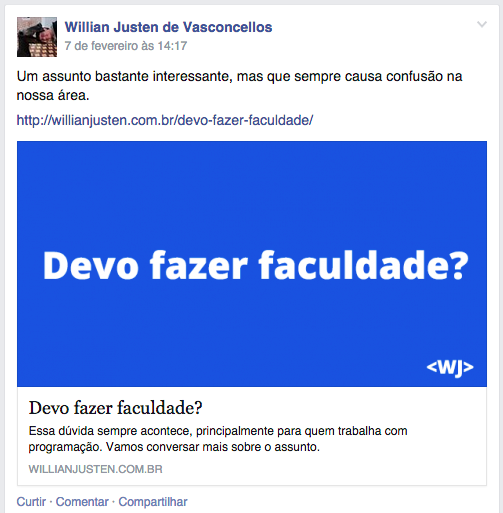 Willian Justen de Vasconcellos
7 de fevereiro às 14:17
Um assunto bastante interessante, mas que sempre causa confusão na
nossa área.
http://willianjusten.com.br/devo-fazer-faculdade/
Devo fazer faculdade?
<WJ>
Devo fazer faculdade?
Essa dúvida sempre acontece, principalmente para quem trabalha com
programação. Vamos conversar mais sobre o assunto.
WILLIANJUSTEN.COM.BR
Curtir · Comentar · Compartilhar